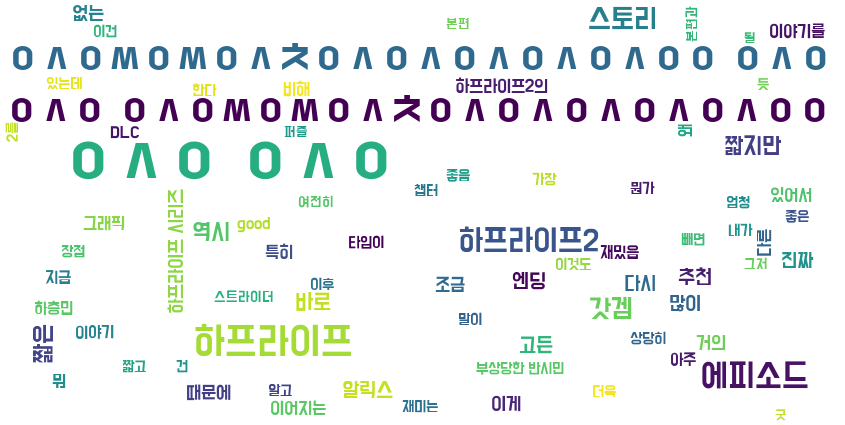 없는
스토리
본편과
이건
본편
될
이야기를
ㅇㅅㅇㅆㅇㅆㅇㅅㅊㅇㅅㅇㅅㅇㅅㅇㅅㅇㅅㅇㅇ ㅇㅅㅇ
있는데
한다
비해
하프라이프2의
듯
ㅇㅅㅇ ㅇㅅㅇㅆㅇㅆㅇㅅㅊㅇㅅㅇㅅㅇㅅㅇㅅㅇㅅㅇㅇ
2를
DLC
퍼즐
꼭
짧지만
ㅇㅅㅇ ㅇㅅㅇ
좋음
가장
챕터
뭔가
하프라이프 시리즈
여전히
엄청
있어서
그래픽
역시
good
좋은
내가
장점
특히
타임이
하프라이프2
재밌음
빼면
다른
지금
이것도
그저
진짜
이후
조금
엔딩
다시
추천
하층민
스트라이더
바로
갓겜
많이
짧은
이야기
하프라이프
말이
고든
상당히
거의
뭐
짧고
건
부상당한 반시민
아주
에피소드
때문에
알고
알릭스
더욱
이어지는
재미는
이게
굿